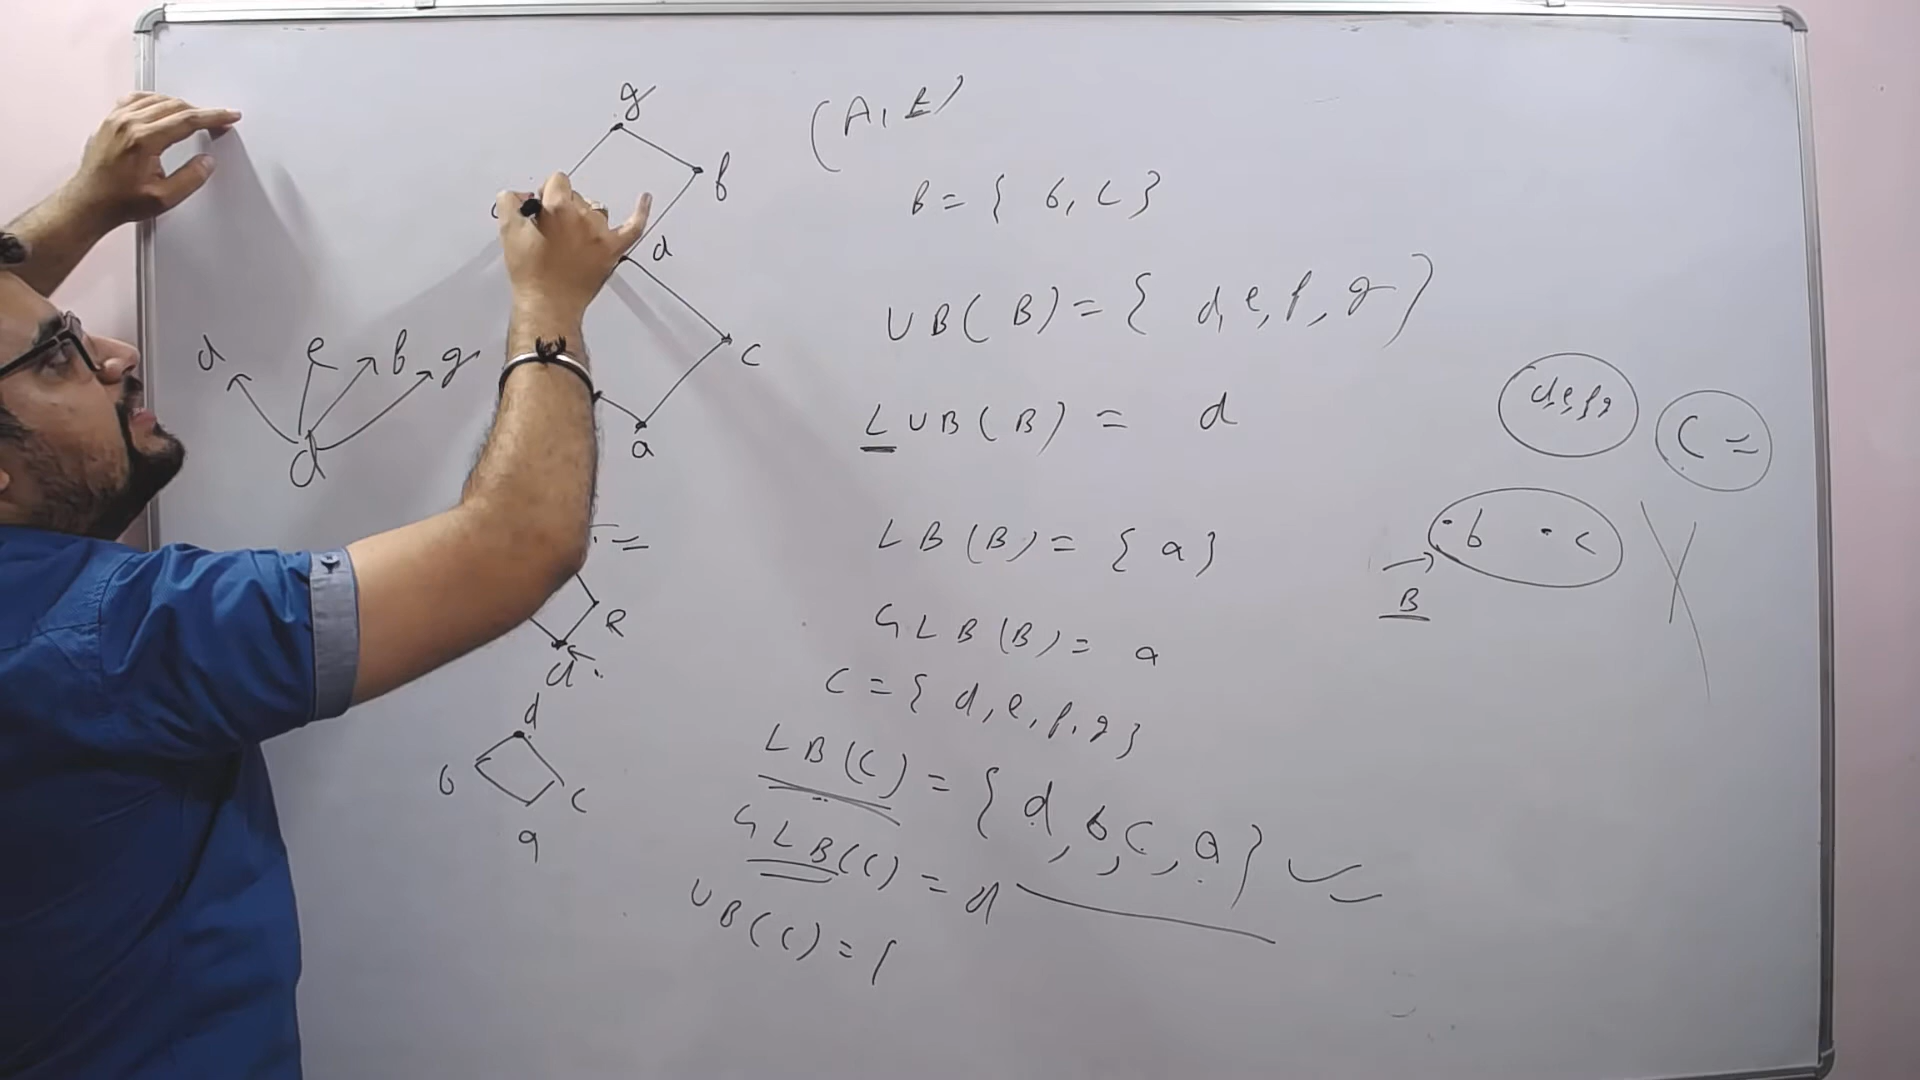 g
(A, ≤)
f
B = { b, c }
d
UB(B) = { d, e, f, g }
d e f g
c
LUB(B) = d
d, e, f, g
C =
a
d
LB(B) = { a }
b c
B
e
GLB(B) = a
d
C = { d, e, f, g }
d
LB(C) = { d, b, c, a }
b c
a
GLB(C) = d
UB(C) = {